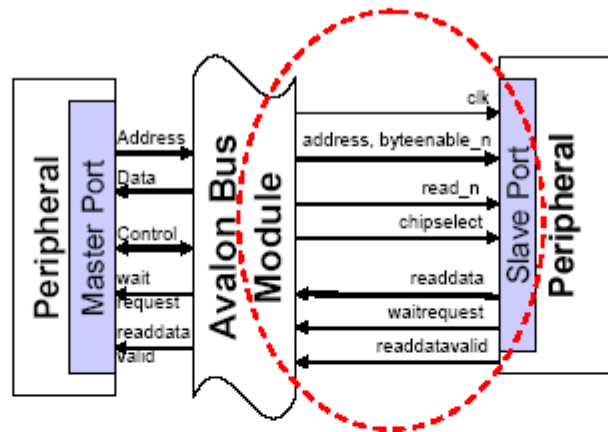 Peripheral
Master Port
Address
Data
Control
wait
request
readdata
valid
Avalon Bus
Module
clk
address, byteenable_n
read_n
chipselect
readdata
waitrequest
readdatavalid
Slave Port
Peripheral